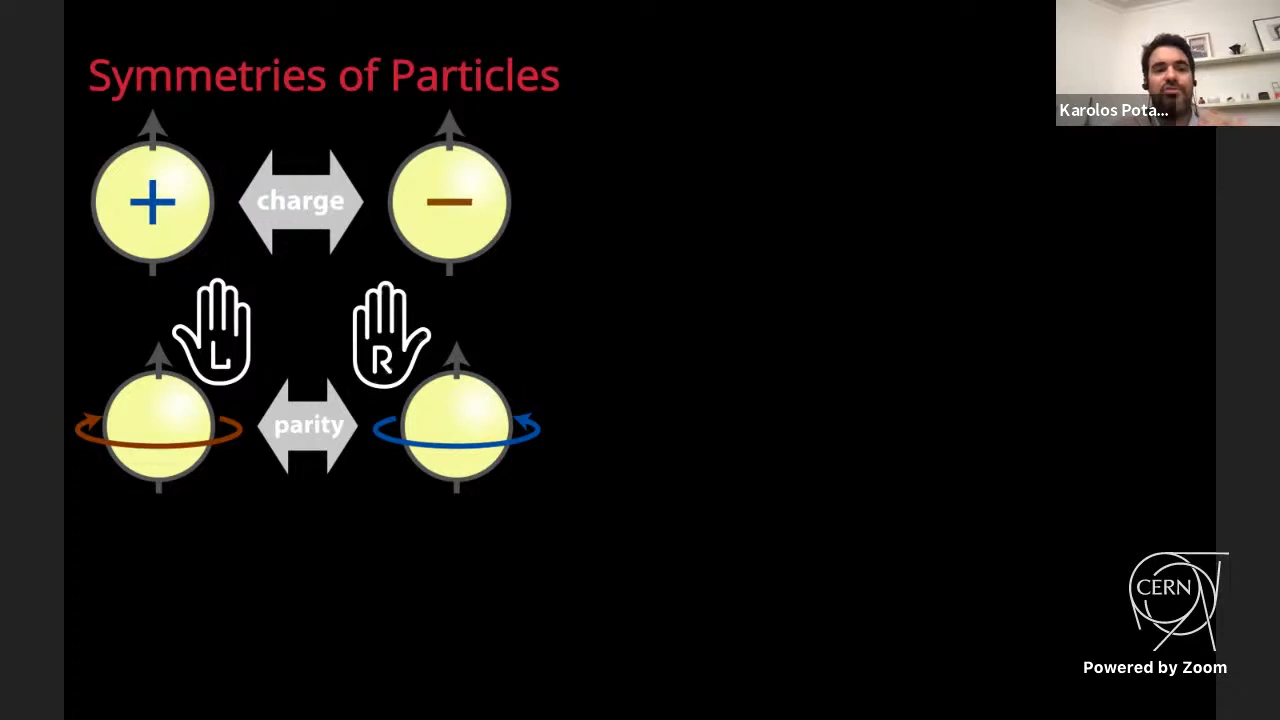 Symmetries of Particles
Karolos Pota...
+
charge
−
L
R
parity
CERN
Powered by Zoom